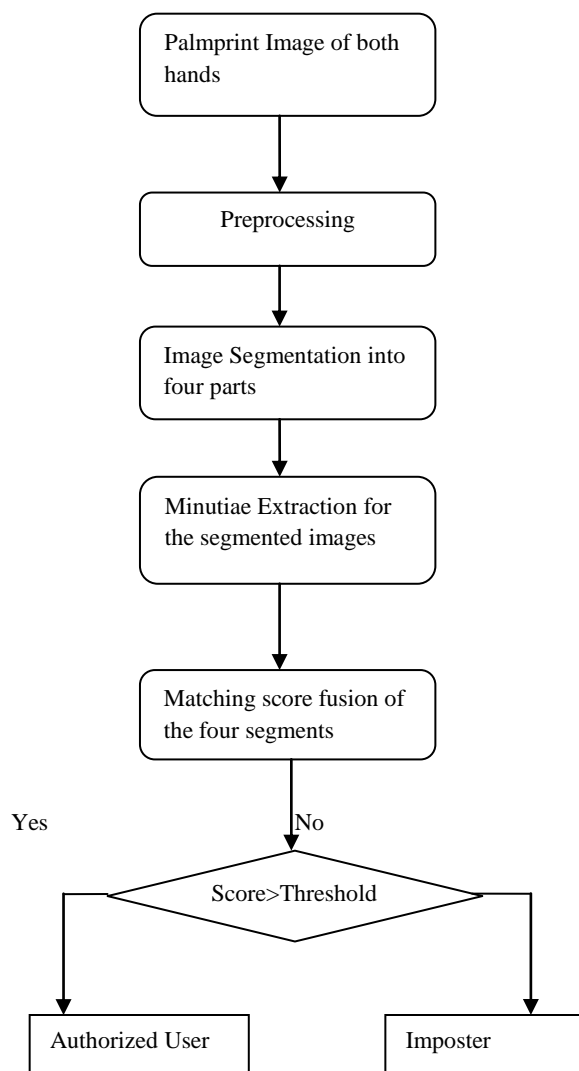 Palmprint Image of both
hands
Preprocessing
Image Segmentation into
four parts
Minutiae Extraction for
the segmented images
Matching score fusion of
the four segments
Yes
No
Score>Threshold
Authorized User
Imposter